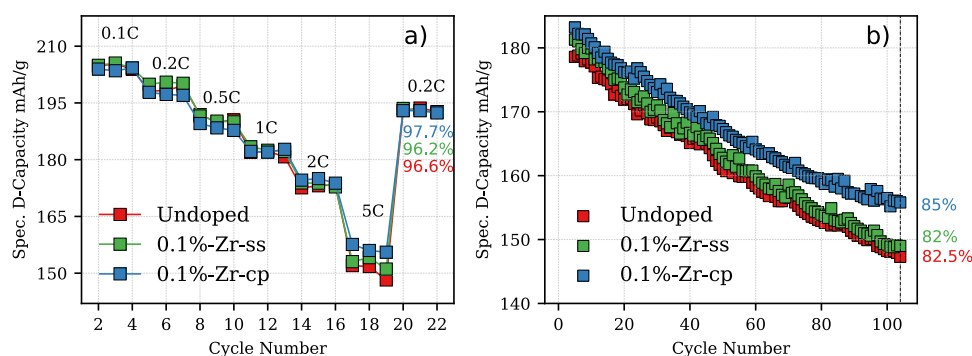 a)
0.1C
0.2C
0.5C
1C
2C
5C
0.2C
97.7%
96.2%
96.6%
Undoped
0.1%-Zr-ss
0.1%-Zr-cp
Spec. D-Capacity mAh/g
210
195
180
165
150
2 4 6 8 10 12 14 16 18 20 22
Cycle Number
b)
Spec. D-Capacity mAh/g
180
170
160
150
140
85%
82%
82.5%
Undoped
0.1%-Zr-ss
0.1%-Zr-cp
0 20 40 60 80 100
Cycle Number